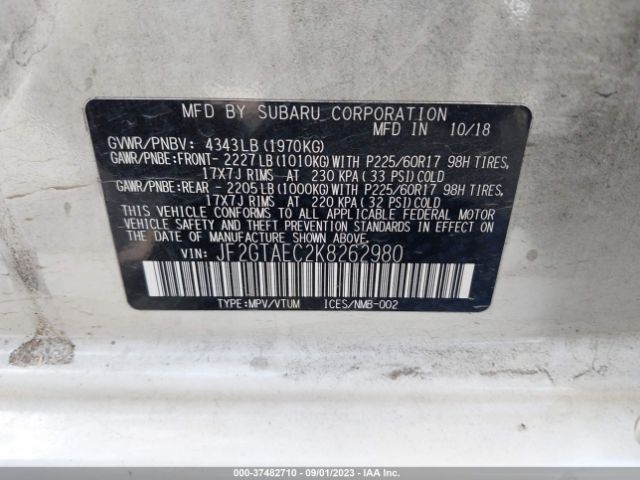 MFD BY SUBARU CORPORATION
MFD IN 10/18
GVWR/PNBV: 4343LB (1970KG)
GAWR/PNBE:FRONT- 2227LB (1010KG) WITH P225/60R17 98H TIRES,
17X7J RIMS AT 230 KPA (33 PSI) COLD
GAWR/PNBE:REAR - 2205LB (1000KG) WITH P225/60R17 98H TIRES,
17X7J RIMS AT 220 KPA (32 PSI) COLD
THIS VEHICLE CONFORMS TO ALL APPLICABLE FEDERAL MOTOR
VEHICLE SAFETY AND THEFT PREVENTION STANDARDS IN EFFECT ON
THE DATE OF MANUFACTURE SHOWN ABOVE.
VIN: JF2GTAEC2K8262980
TYPE:MPV/VTUM ICES/NMB-002
000-37482710 - 09/01/2023 - IAA Inc.